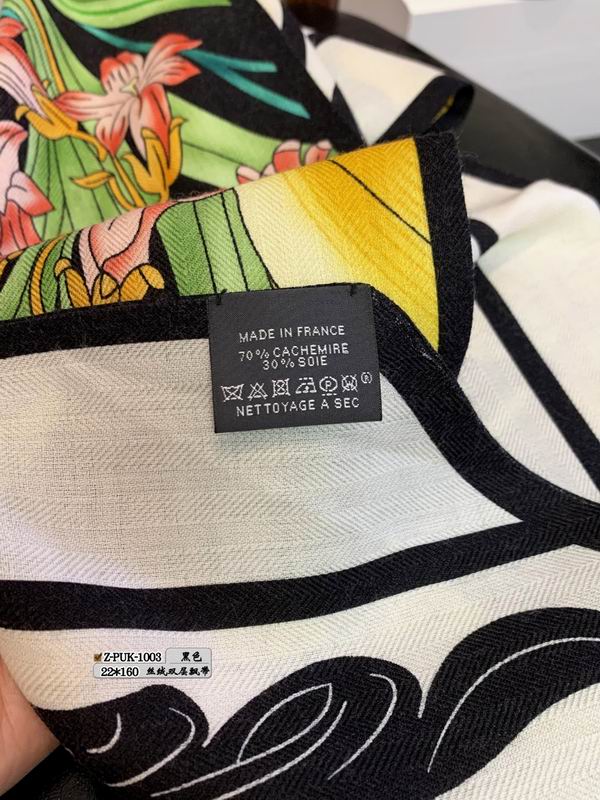 MADE IN FRANCE
70% CACHEMIRE
30% SOIE
NETTOYAGE A SEC
Z-PUK-1003 黑色
22*160 丝绒双层飘带